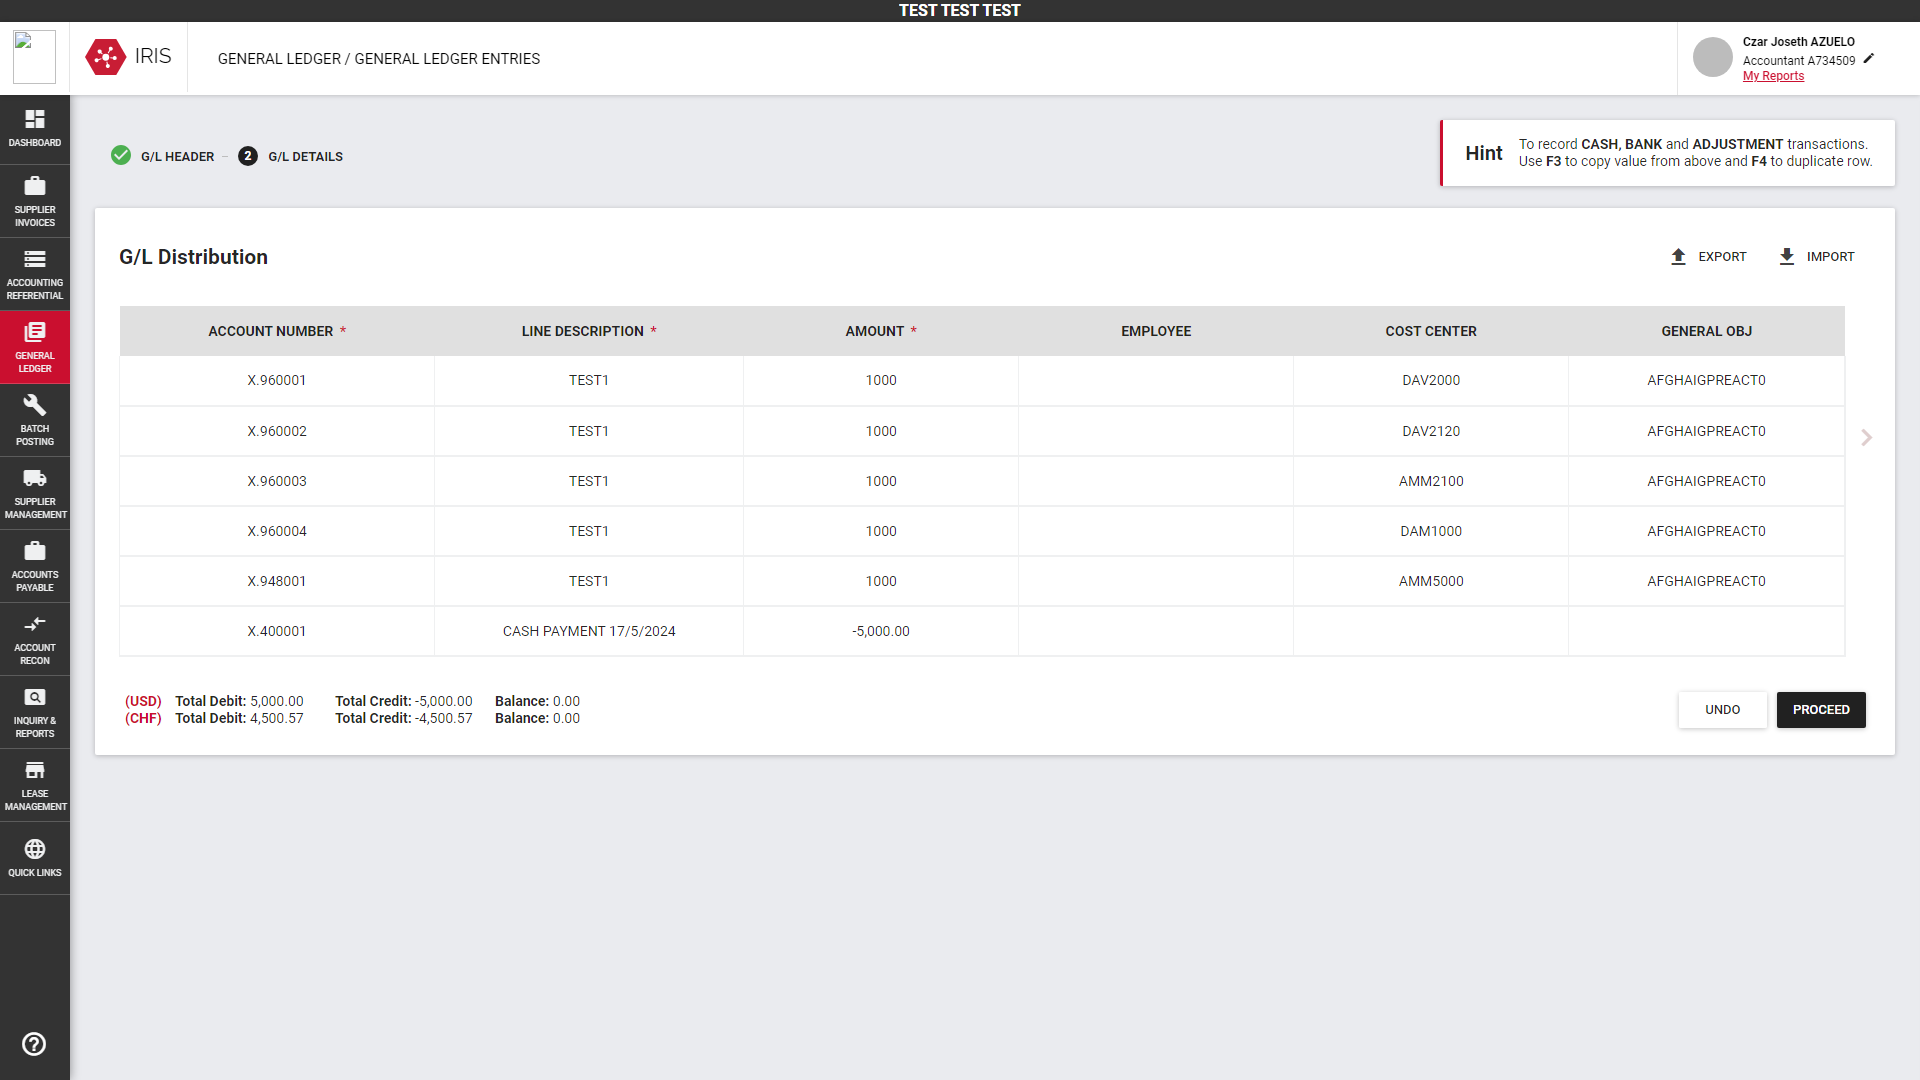 TEST TEST TEST
IRIS
GENERAL LEDGER / GENERAL LEDGER ENTRIES
Czar Joseth AZUELO
Accountant A734509
My Reports
DASHBOARD
SUPPLIER
INVOICES
ACCOUNTING
REFERENTIAL
GENERAL
LEDGER
BATCH
POSTING
SUPPLIER
MANAGEMENT
ACCOUNTS
PAYABLE
ACCOUNT
RECON
INQUIRY &
REPORTS
LEASE
MANAGEMENT
QUICK LINKS
G/L HEADER – 2 G/L DETAILS
Hint
To record CASH, BANK and ADJUSTMENT transactions.
Use F3 to copy value from above and F4 to duplicate row.
G/L Distribution
EXPORT IMPORT
ACCOUNT NUMBER * LINE DESCRIPTION * AMOUNT * EMPLOYEE COST CENTER GENERAL OBJ
X.960001 TEST1 1000 DAV2000 AFGHAIGPREACT0
X.960002 TEST1 1000 DAV2120 AFGHAIGPREACT0
X.960003 TEST1 1000 AMM2100 AFGHAIGPREACT0
X.960004 TEST1 1000 DAM1000 AFGHAIGPREACT0
X.948001 TEST1 1000 AMM5000 AFGHAIGPREACT0
X.400001 CASH PAYMENT 17/5/2024 -5,000.00
(USD) Total Debit: 5,000.00 Total Credit: -5,000.00 Balance: 0.00
(CHF) Total Debit: 4,500.57 Total Credit: -4,500.57 Balance: 0.00
UNDO PROCEED